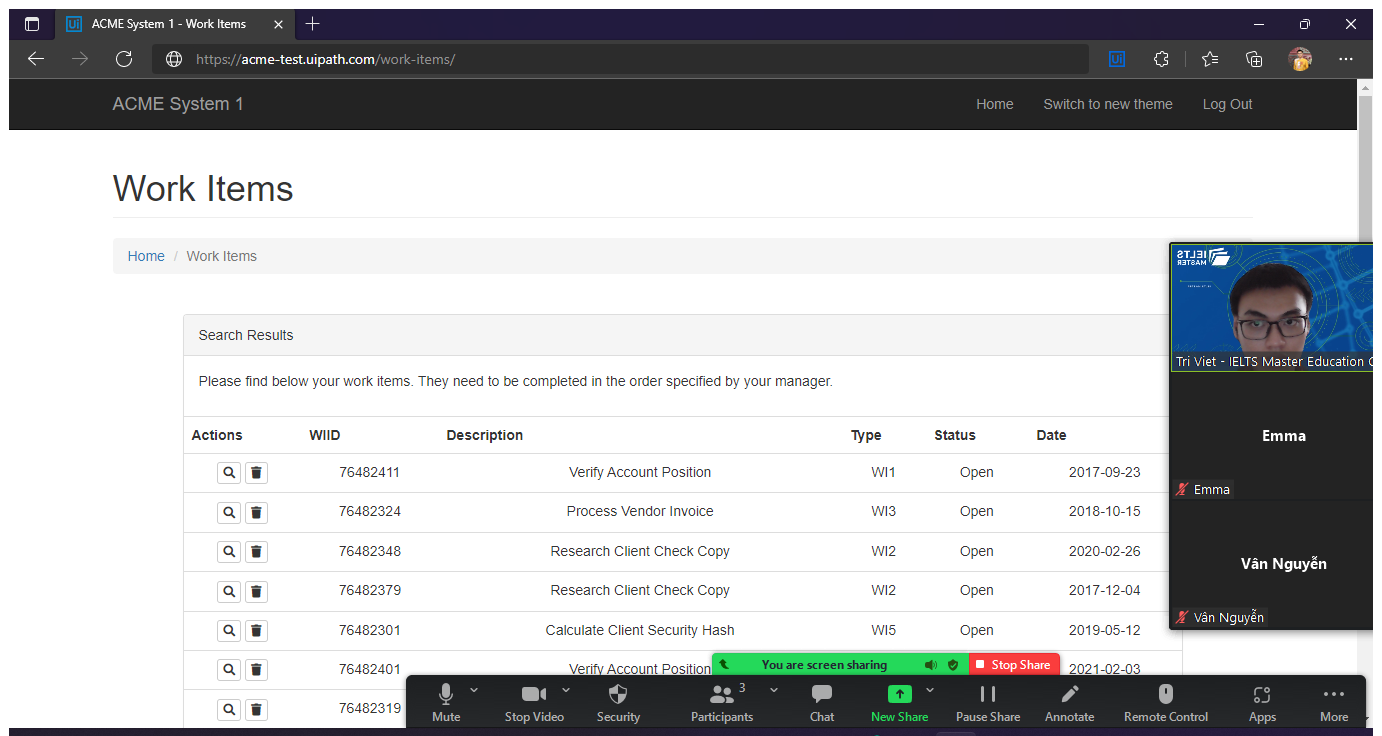 ACME System 1 - Work Items
https://acme-test.uipath.com/work-items/
ACME System 1 Home Switch to new theme Log Out
Work Items
Home / Work Items
Search Results
Please find below your work items. They need to be completed in the order specified by your manager.
Actions WIID Description Type Status Date
76482411 Verify Account Position WI1 Open 2017-09-23
76482324 Process Vendor Invoice WI3 Open 2018-10-15
76482348 Research Client Check Copy WI2 Open 2020-02-26
76482379 Research Client Check Copy WI2 Open 2017-12-04
76482301 Calculate Client Security Hash WI5 Open 2019-05-12
76482401 Verify Account Position 2021-02-03
76482319
IELTS
MASTER
Tri Viet - IELTS Master Education
Emma
Emma
Vân Nguyễn
Vân Nguyễn
You are screen sharing Stop Share
3
Mute Stop Video Security Participants Chat New Share Pause Share Annotate Remote Control Apps More